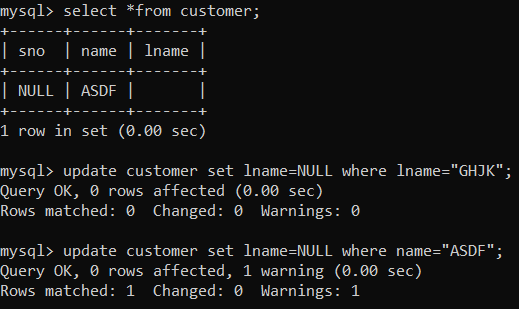 mysql> select *from customer;
+------+------+-------+
| sno  | name | lname |
+------+------+-------+
| NULL | ASDF |       |
+------+------+-------+
1 row in set (0.00 sec)

mysql> update customer set lname=NULL where lname="GHJK";
Query OK, 0 rows affected (0.00 sec)
Rows matched: 0  Changed: 0  Warnings: 0

mysql> update customer set lname=NULL where name="ASDF";
Query OK, 0 rows affected, 1 warning (0.00 sec)
Rows matched: 1  Changed: 0  Warnings: 1